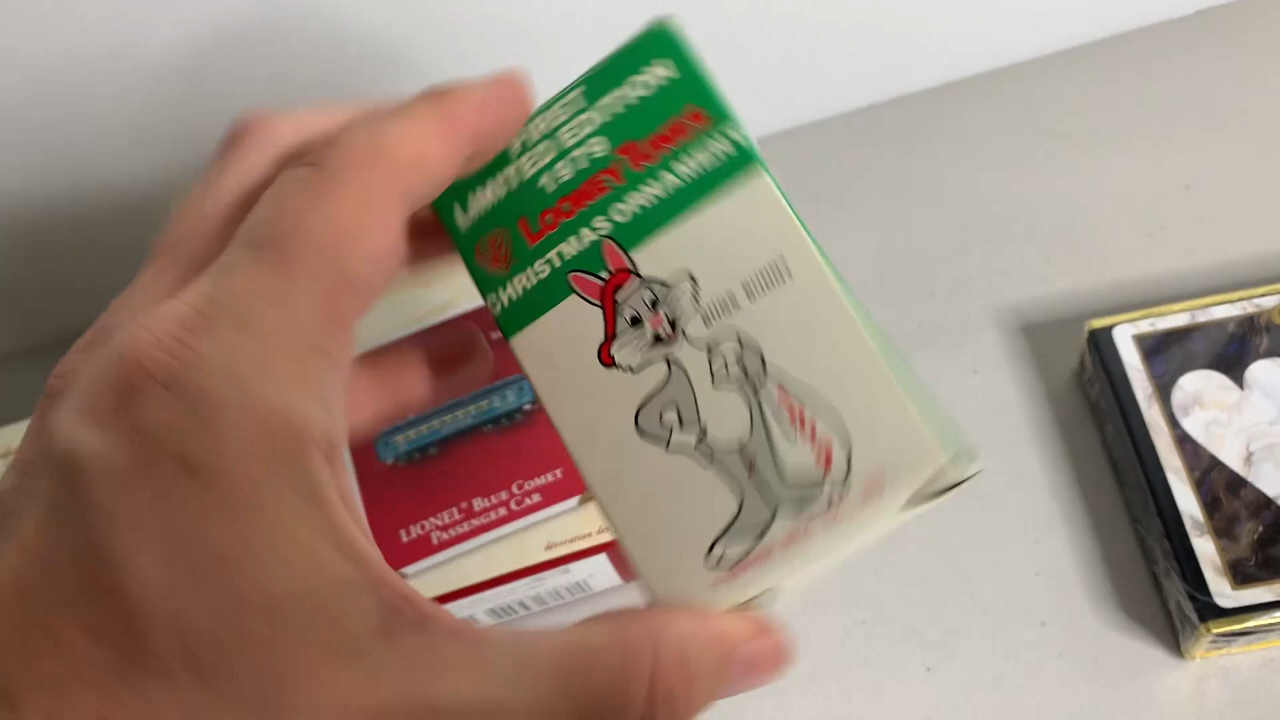 FIRST
LIMITED EDITION
1979
LOONEY TUNES
CHRISTMAS ORNAMENT
LIONEL® BLUE COMET
PASSENGER CAR